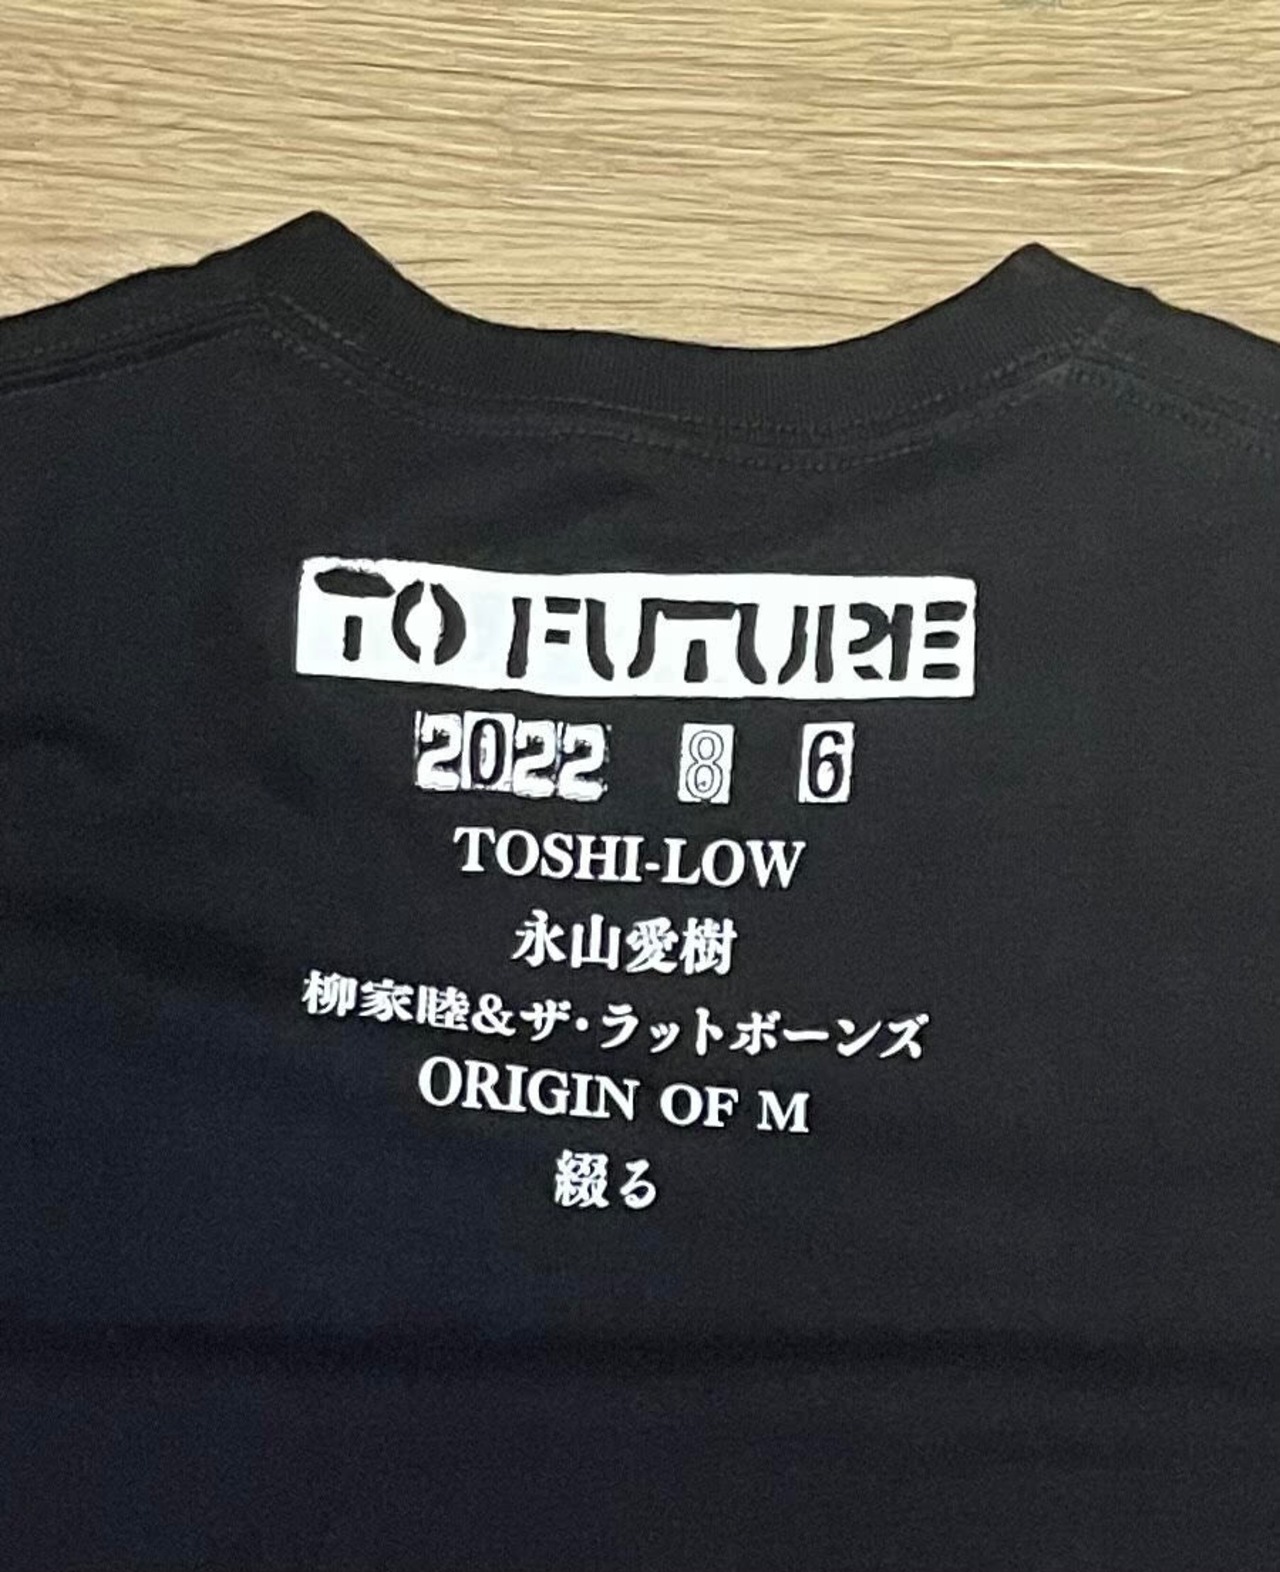 TO FUTURE
2022 8 6
TOSHI-LOW
永山愛樹
柳家睦&ザ・ラットボーンズ
ORIGIN OF M
綴る